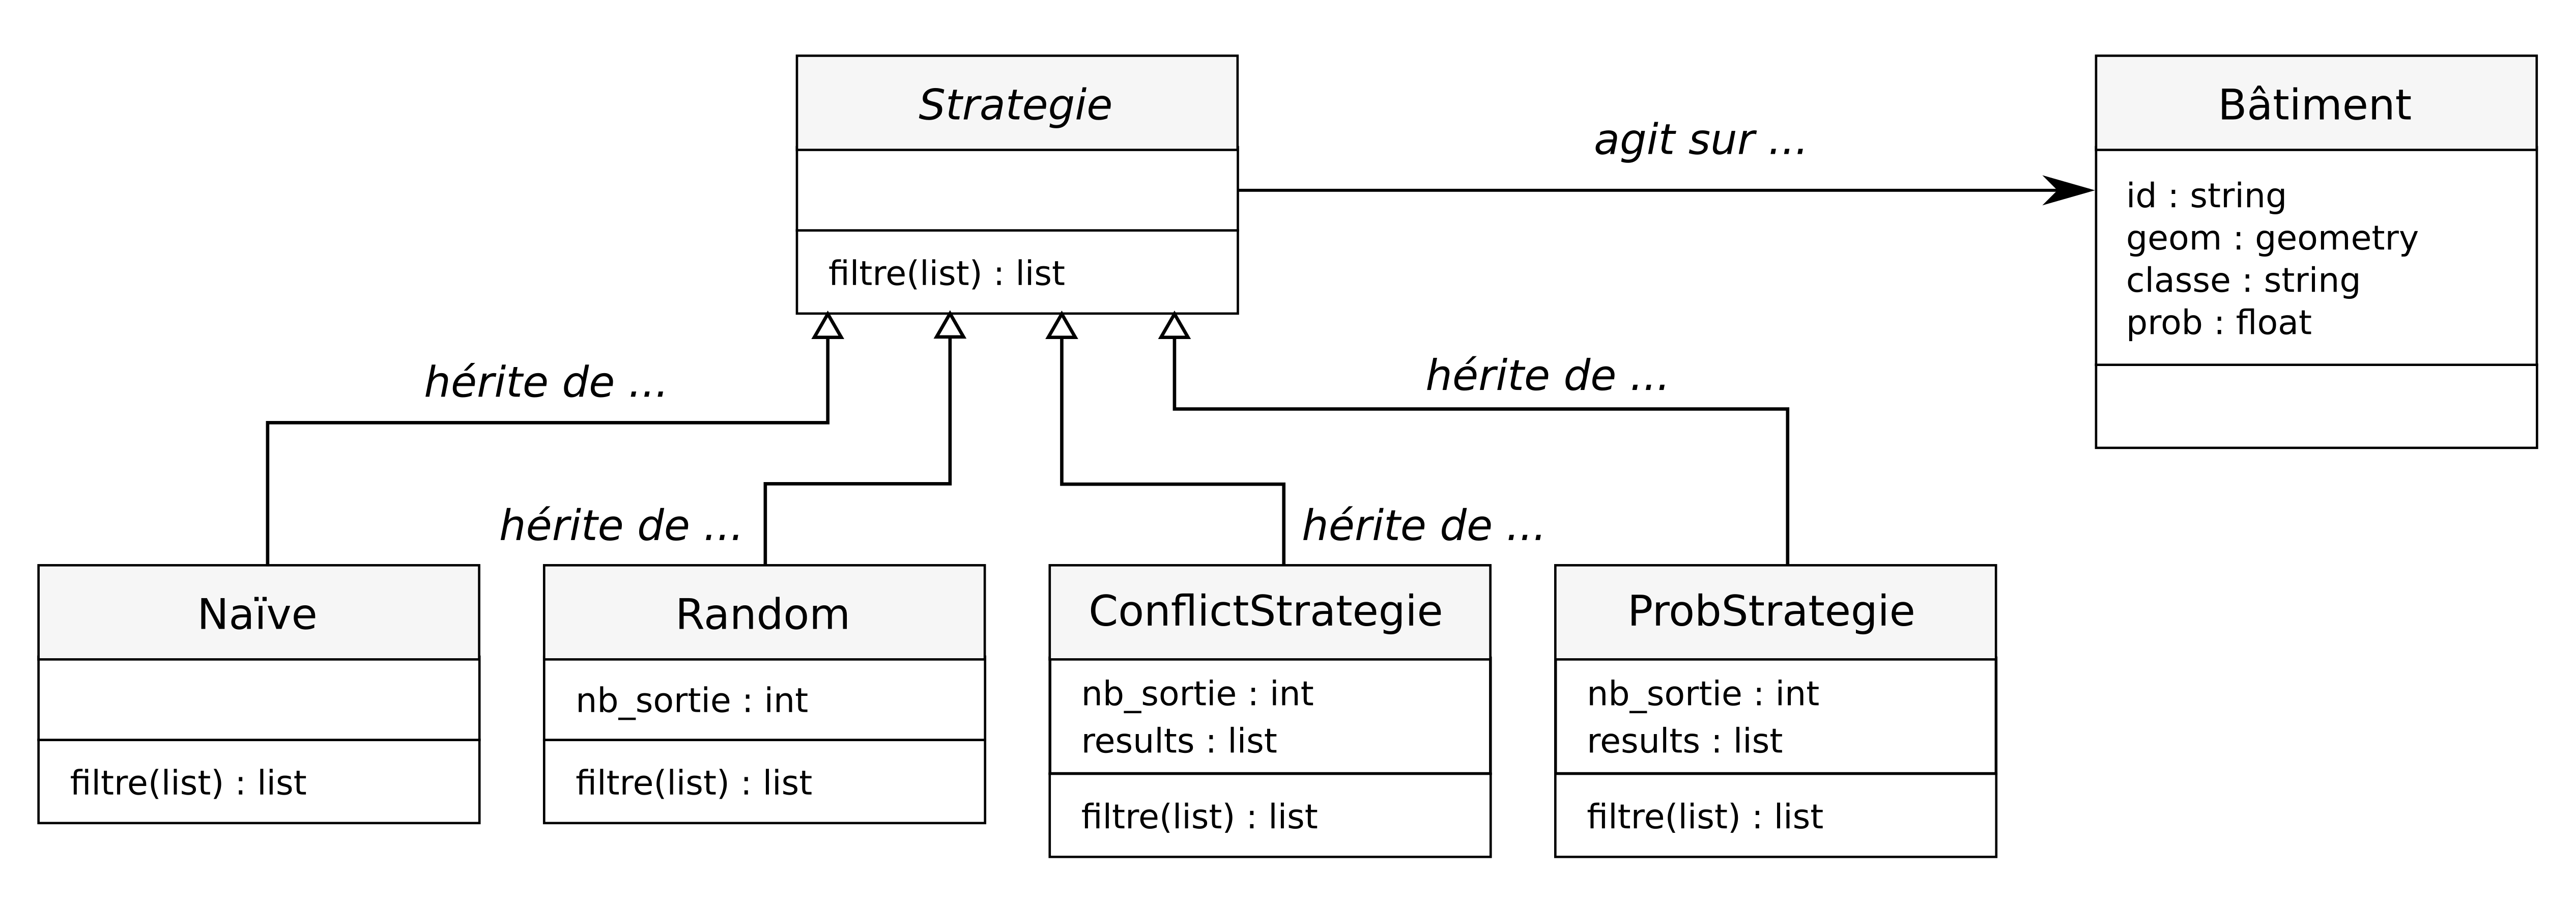 Strategie
filtre(list) : list
agit sur ...
Bâtiment
id : string
geom : geometry
classe : string
prob : float
hérite de ...
hérite de ...
hérite de ...
hérite de ...
Naïve
filtre(list) : list
Random
nb_sortie : int
filtre(list) : list
ConflictStrategie
nb_sortie : int
results : list
filtre(list) : list
ProbStrategie
nb_sortie : int
results : list
filtre(list) : list